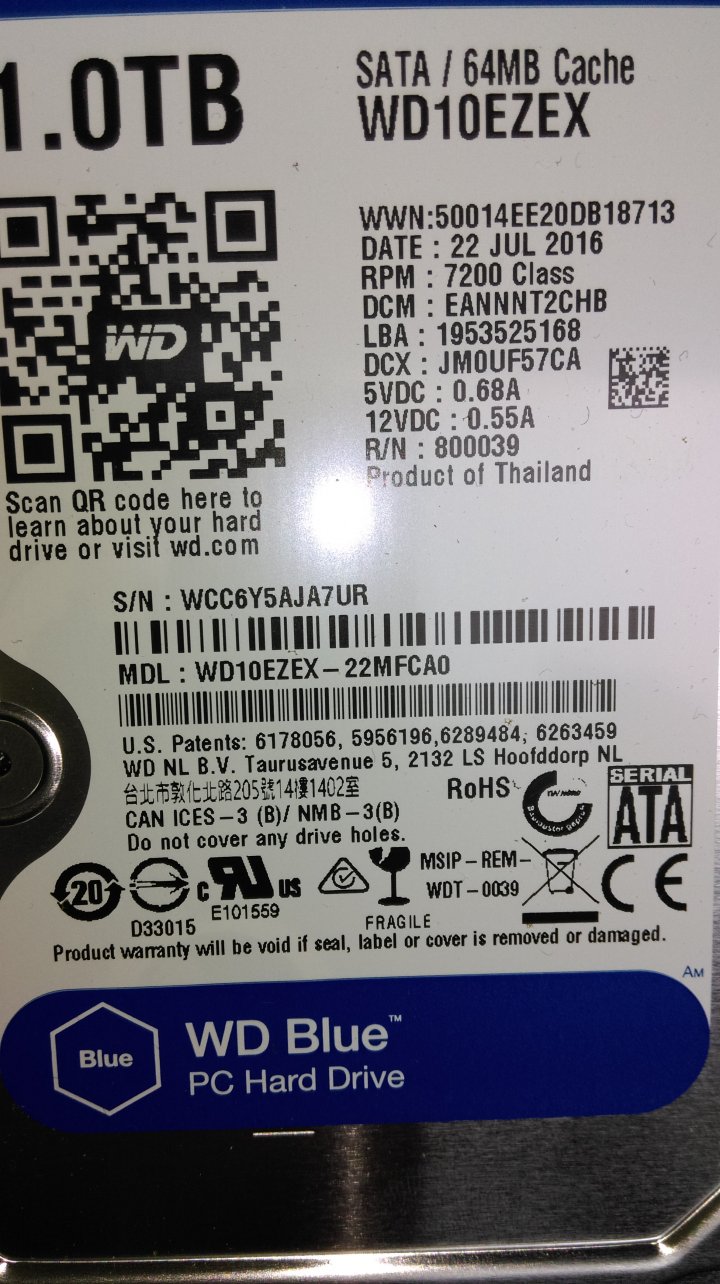 1.0TB
SATA / 64MB Cache
WD10EZEX
WD
WWN:50014EE20DB18713
DATE : 22 JUL 2016
RPM : 7200 Class
DCM : EANNNT2CHB
LBA : 1953525168
DCX : JM0UF57CA
5VDC : 0.68A
12VDC : 0.55A
R/N : 800039
Product of Thailand
Scan QR code here to
learn about your hard
drive or visit wd.com
S/N : WCC6Y5AJA7UR
MDL : WD10EZEX-22MFCA0
U.S. Patents: 6178056, 5956196,6289484, 6263459
WD NL B.V. Taurusavenue 5, 2132 LS Hoofddorp NL
台北市敦化北路205號14樓1402室
CAN ICES-3 (B)/ NMB-3(B)
Do not cover any drive holes.
RoHS
SERIAL
ATA
20
D33015
c RU US
E101559
FRAGILE
MSIP-REM-
WDT-0039
CE
Product warranty will be void if seal, label or cover is removed or damaged.
AM
Blue
WD Blue™
PC Hard Drive